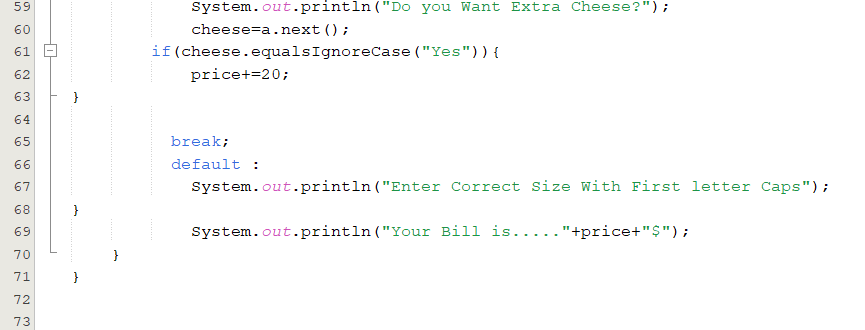 59 System.out.println("Do you Want Extra Cheese?");
60 cheese=a.next();
61 if(cheese.equalsIgnoreCase("Yes")){
62 price+=20;
63 }
64
65 break;
66 default :
67 System.out.println("Enter Correct Size With First letter Caps");
68 }
69 System.out.println("Your Bill is....."+price+"$");
70 }
71 }
72
73